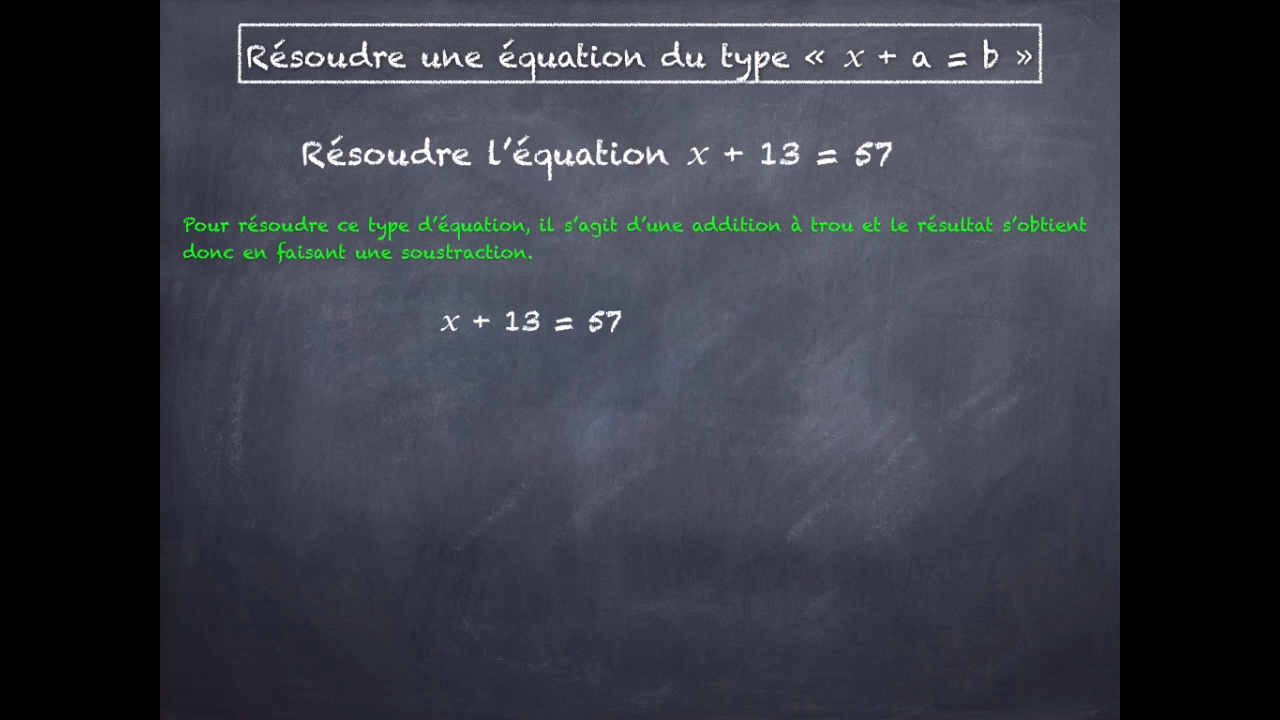 Résoudre une équation du type « x + a = b »
Résoudre l'équation x + 13 = 57
Pour résoudre ce type d'équation, il s'agit d'une addition à trou et le résultat s'obtient
donc en faisant une soustraction.
x + 13 = 57